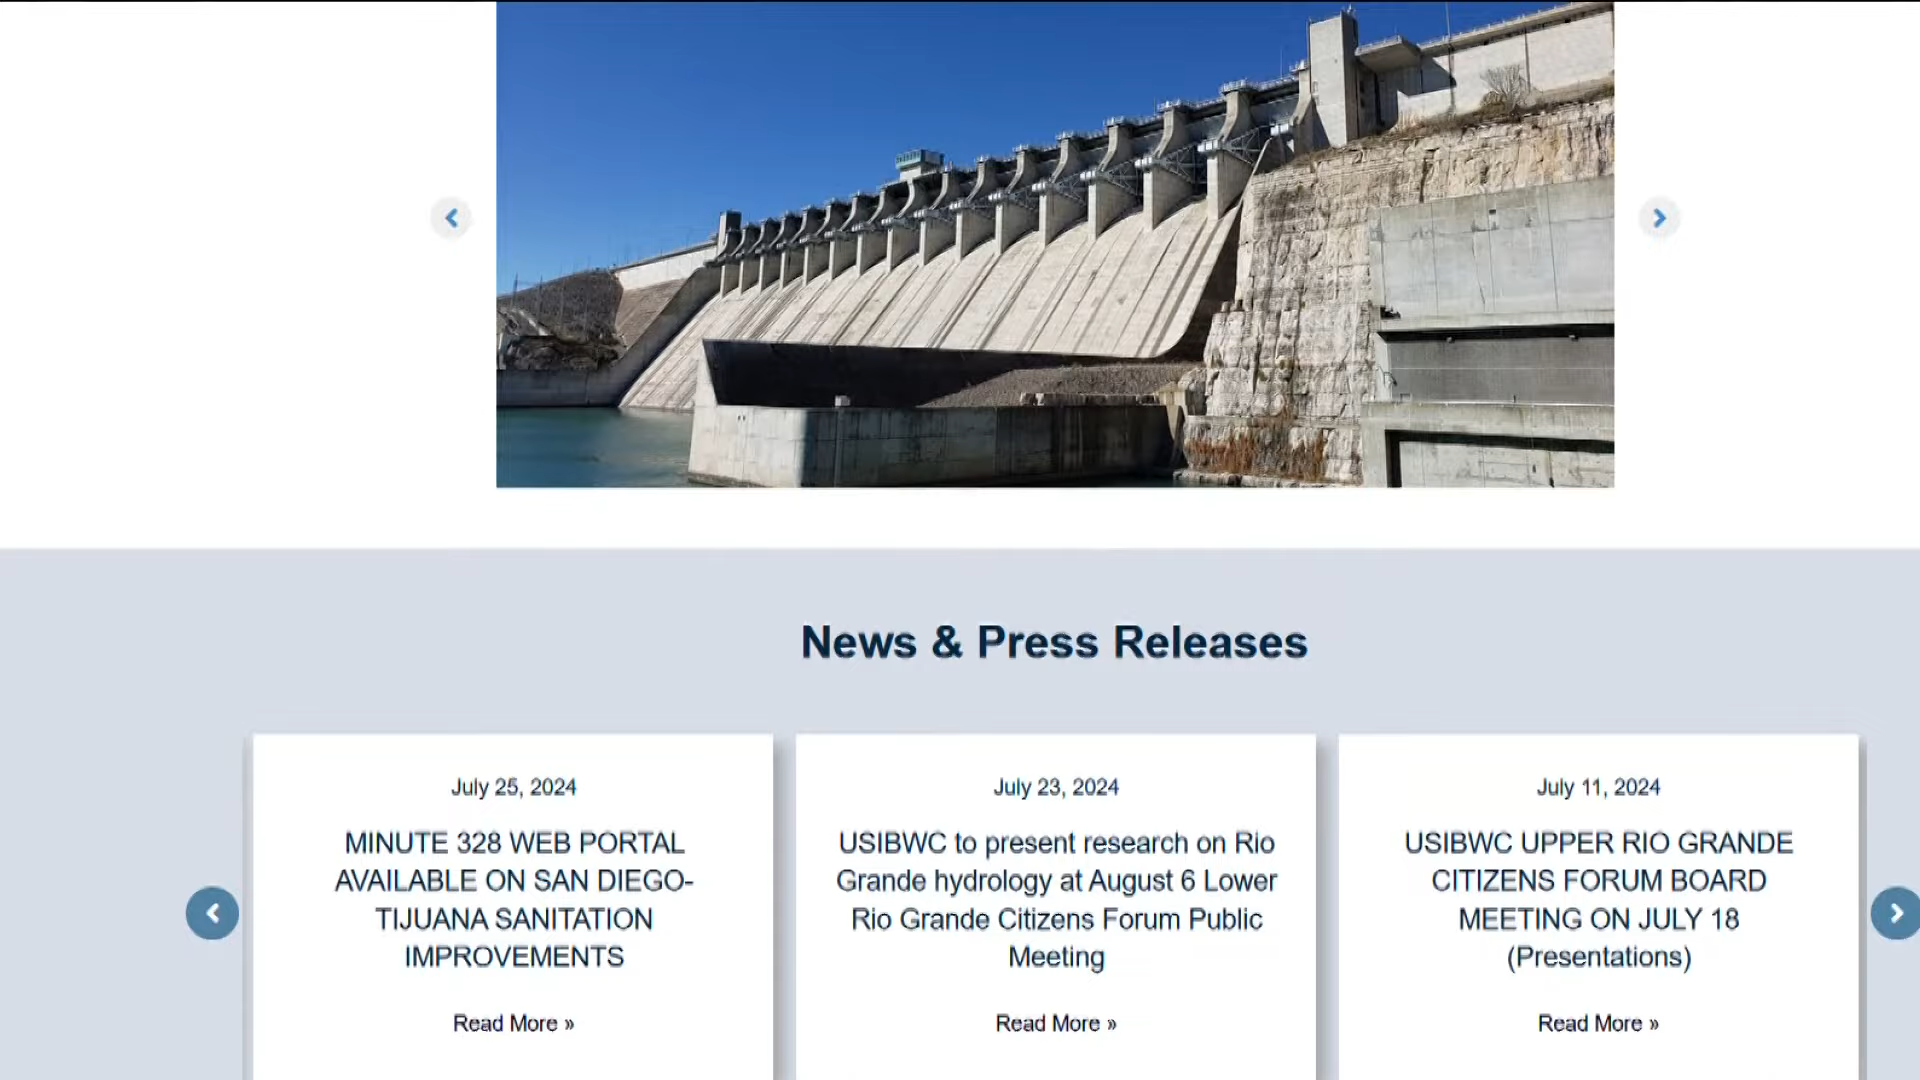 News & Press Releases
July 25, 2024
MINUTE 328 WEB PORTAL
AVAILABLE ON SAN DIEGO-
TIJUANA SANITATION
IMPROVEMENTS
Read More »
July 23, 2024
USIBWC to present research on Rio
Grande hydrology at August 6 Lower
Rio Grande Citizens Forum Public
Meeting
Read More »
July 11, 2024
USIBWC UPPER RIO GRANDE
CITIZENS FORUM BOARD
MEETING ON JULY 18
(Presentations)
Read More »